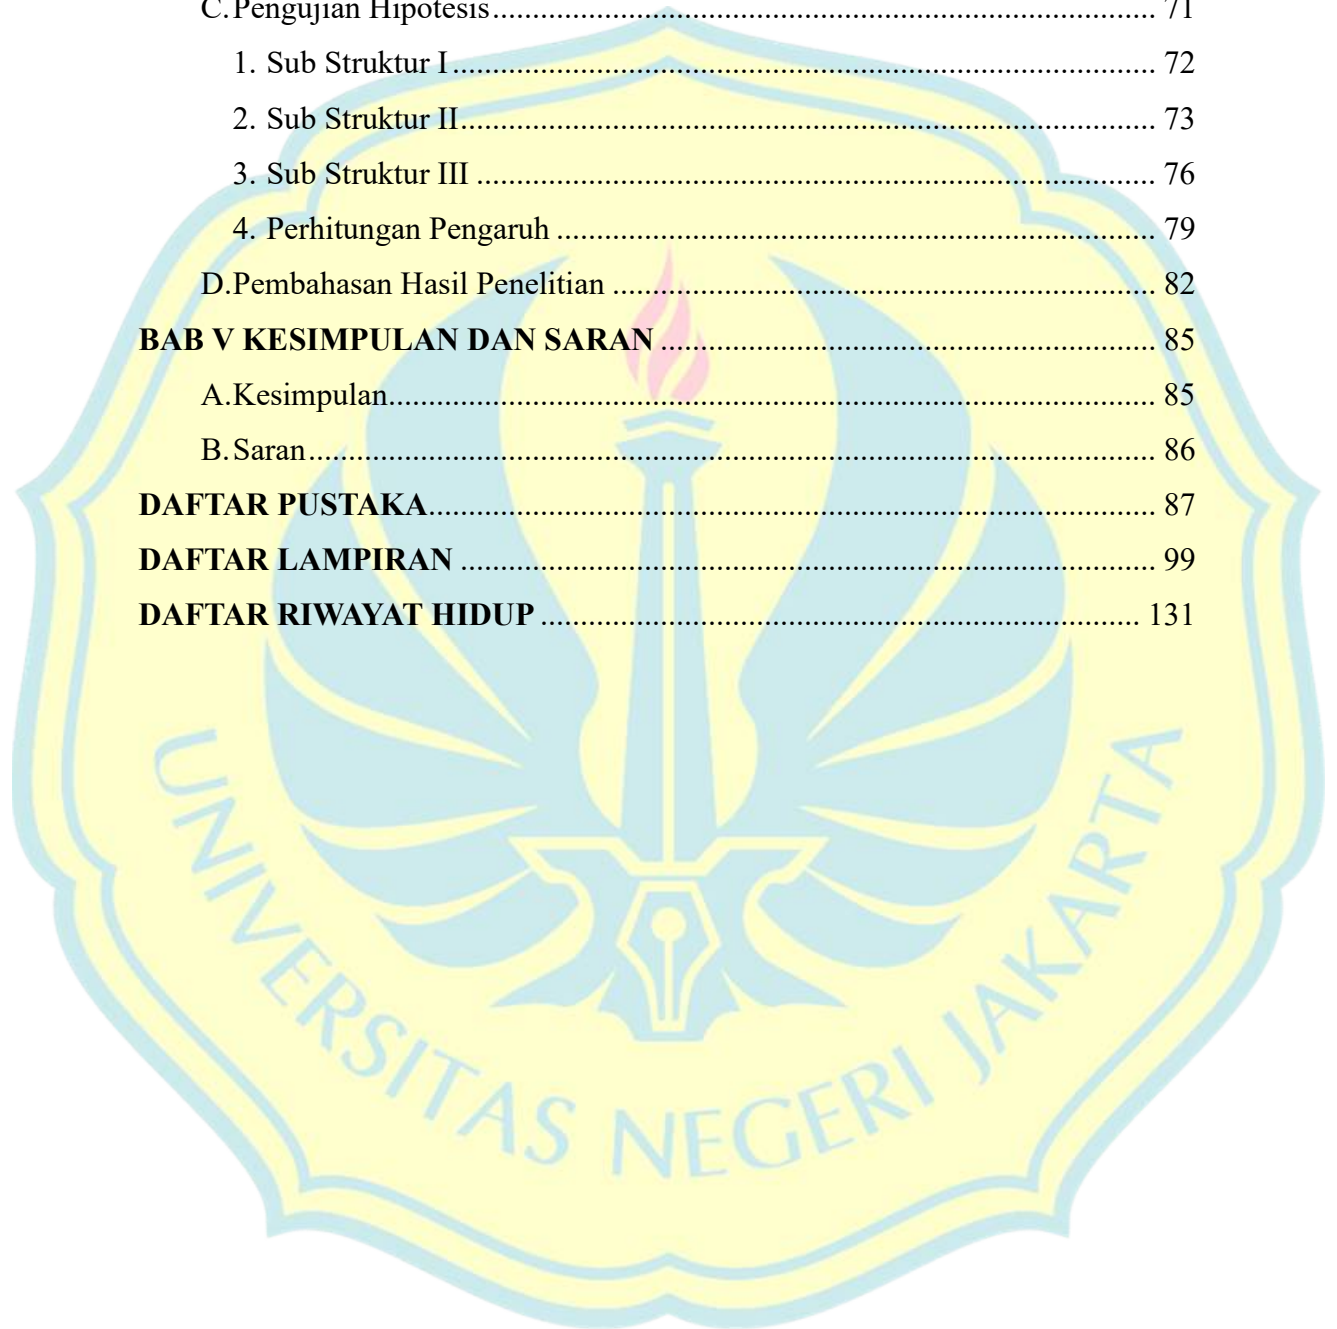 C.Pengujian Hipotesis........................................................................................ 71
1. Sub Struktur I............................................................................................. 72
2. Sub Struktur II............................................................................................ 73
3. Sub Struktur III .......................................................................................... 76
4. Perhitungan Pengaruh ................................................................................ 79
D.Pembahasan Hasil Penelitian ......................................................................... 82
BAB V KESIMPULAN DAN SARAN .................................................................. 85
A.Kesimpulan...................................................................................................... 85
B.Saran................................................................................................................ 86
DAFTAR PUSTAKA................................................................................................ 87
DAFTAR LAMPIRAN ............................................................................................ 99
DAFTAR RIWAYAT HIDUP ............................................................................... 131
UNIVERSITAS NEGERI JAKARTA